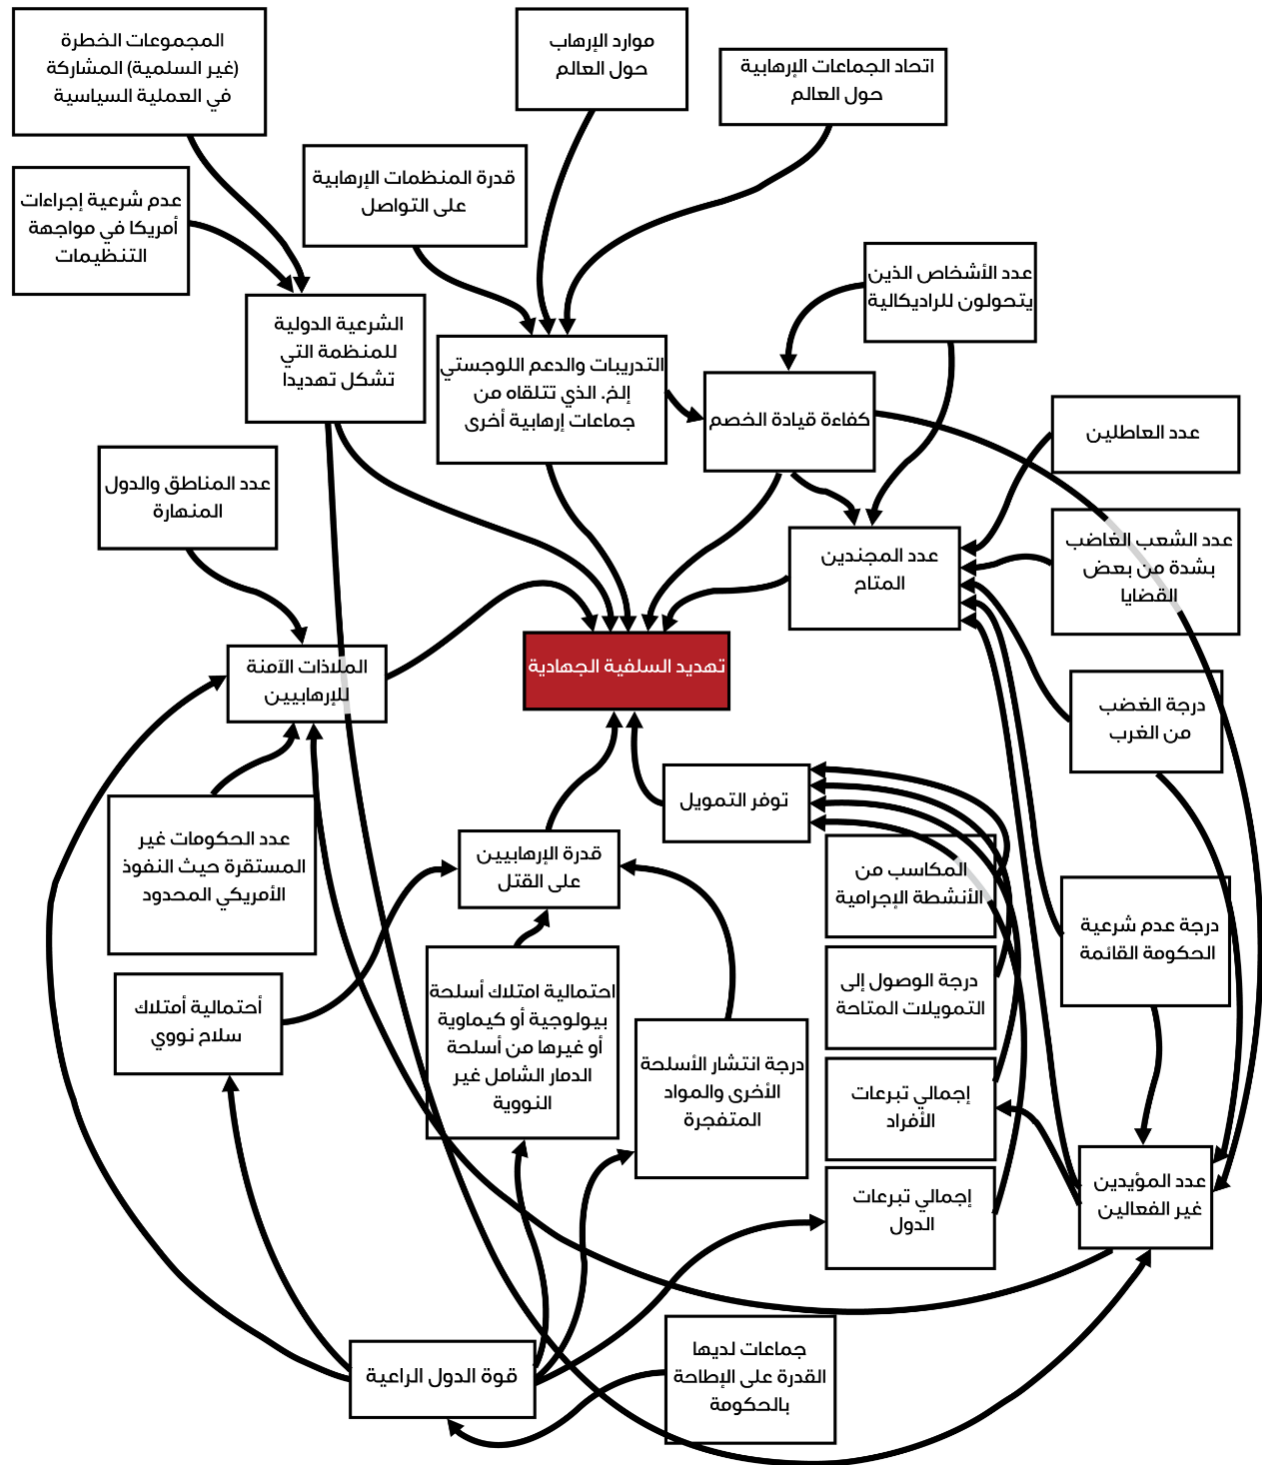 المجموعات الخطرة
(غير السلمية) المشاركة
في العملية السياسية
موارد الإرهاب
حول العالم
اتحاد الجماعات الإرهابية
حول العالم
عدم شرعية إجراءات
أمريكا في مواجهة
التنظيمات
قدرة المنظمات الإرهابية
على التواصل
عدد الأشخاص الذين
يتحولون للراديكالية
الشرعية الدولية
للمنظمة التي
تشكل تهديدا
التدريبات والدعم اللوجستي
إلخ. الذي تتلقاه من
جماعات إرهابية أخرى
كفاءة قيادة الخصم
عدد العاطلين
عدد المناطق والدول
المنهارة
عدد المجندين
المتاح
عدد الشعب الغاضب
بشدة من بعض
القضايا
الملاذات الآمنة
للإرهابيين
تهديد السلفية الجهادية
درجة الغضب
من الغرب
عدد الحكومات غير
المستقرة حيث النفوذ
الأمريكي المحدود
توفر التمويل
قدرة الإرهابيين
على القتل
المكاسب من
الأنشطة الإجرامية
درجة عدم شرعية
الحكومة القائمة
أحتمالية أمتلاك
سلاح نووي
احتمالية امتلاك أسلحة
بيولوجية أو كيماوية
أو غيرها من أسلحة
الدمار الشامل غير
النووية
درجة انتشار الأسلحة
الأخرى والمواد
المتفجرة
درجة الوصول إلى
التمويلات المتاحة
إجمالي تبرعات
الأفراد
إجمالي تبرعات
الدول
عدد المؤيدين
غير الفعالين
قوة الدول الراعية
جماعات لديها
القدرة على الإطاحة
بالحكومة